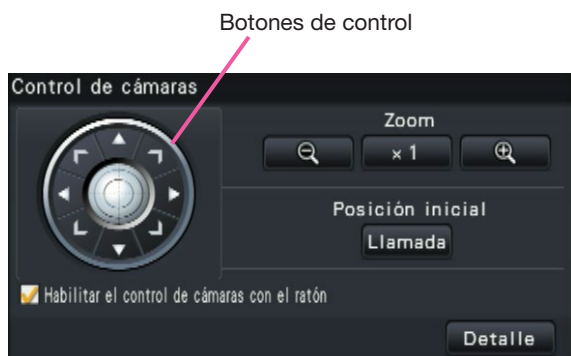 Botones de control
Control de cámaras
Zoom
× 1
Posición inicial
Llamada
Habilitar el control de cámaras con el ratón
Detalle